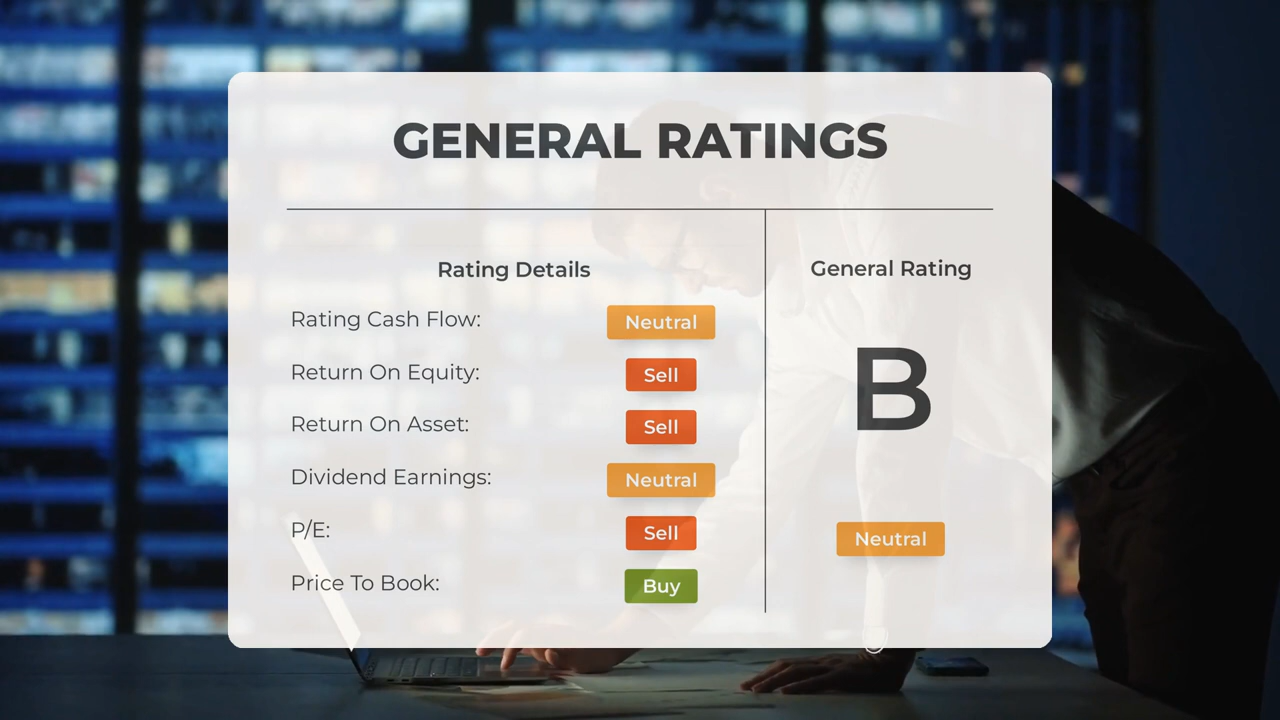 GENERAL RATINGS
Rating Details
Rating Cash Flow: Neutral
Return On Equity: Sell
Return On Asset: Sell
Dividend Earnings: Neutral
P/E: Sell
Price To Book: Buy
General Rating
B
Neutral